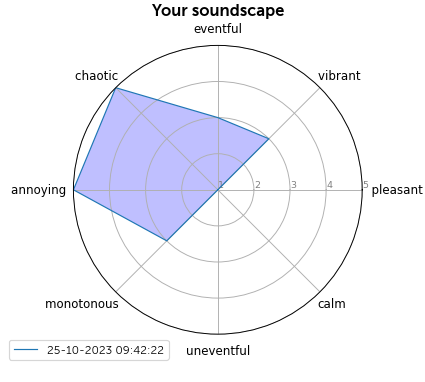 Your soundscape
eventful
chaotic vibrant
annoying 1 2 3 4 5 pleasant
monotonous calm
25-10-2023 09:42:22
uneventful